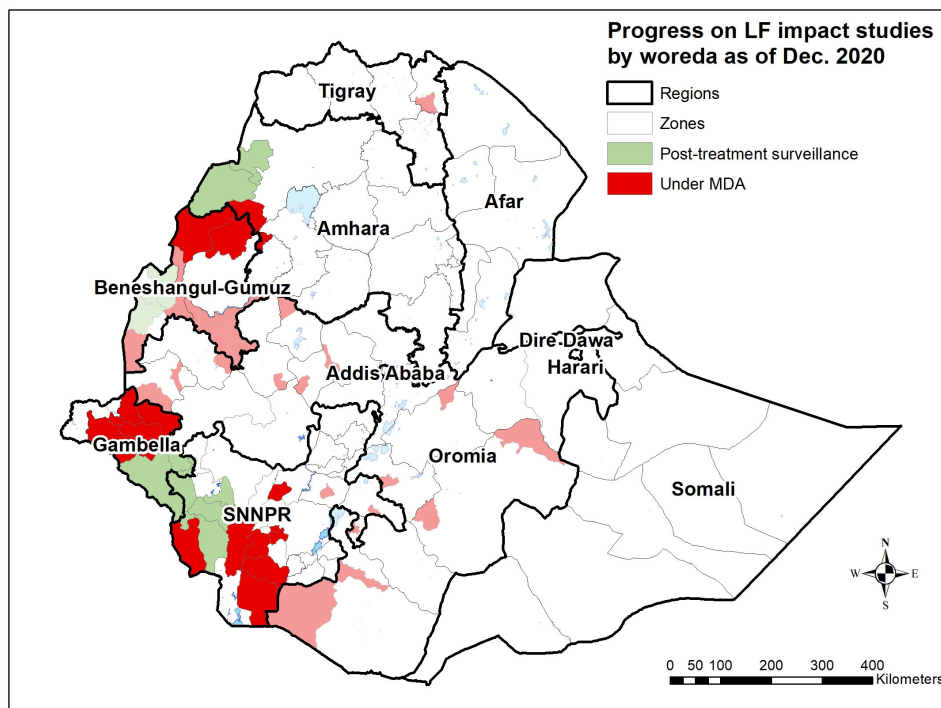 Progress on LF impact studies
by woreda as of Dec. 2020
Regions
Zones
Post-treatment surveillance
Under MDA
Tigray
Afar
Amhara
Beneshangul-Gumuz
Dire Dawa
Harari
Addis Ababa
Gambella
Oromia
Somali
SNNPR
N
W E
S
0 50 100 200 300 400
Kilometers